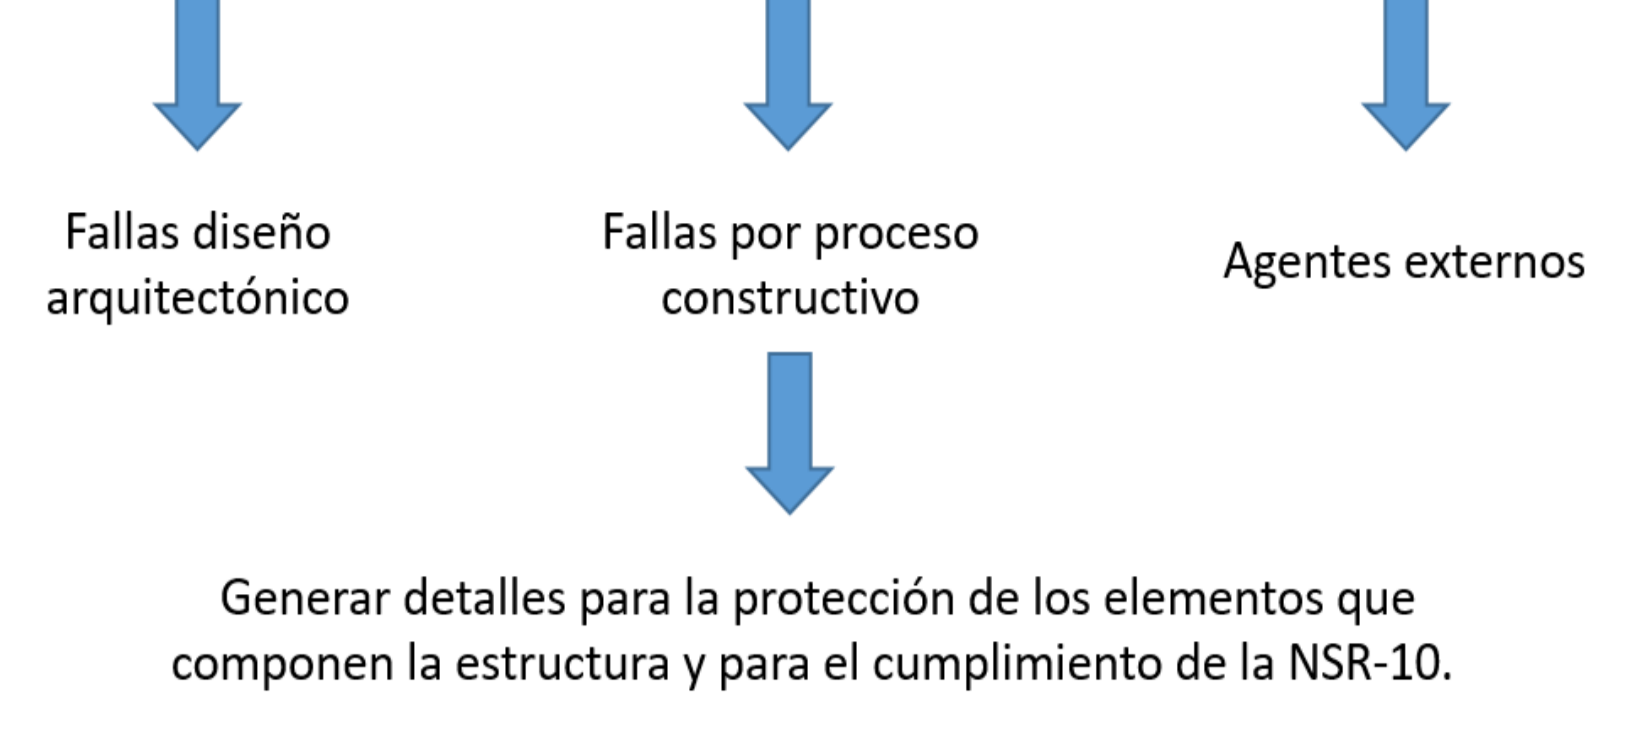 Fallas diseño
arquitectónico
Fallas por proceso
constructivo
Agentes externos
Generar detalles para la protección de los elementos que
componen la estructura y para el cumplimiento de la NSR-10.